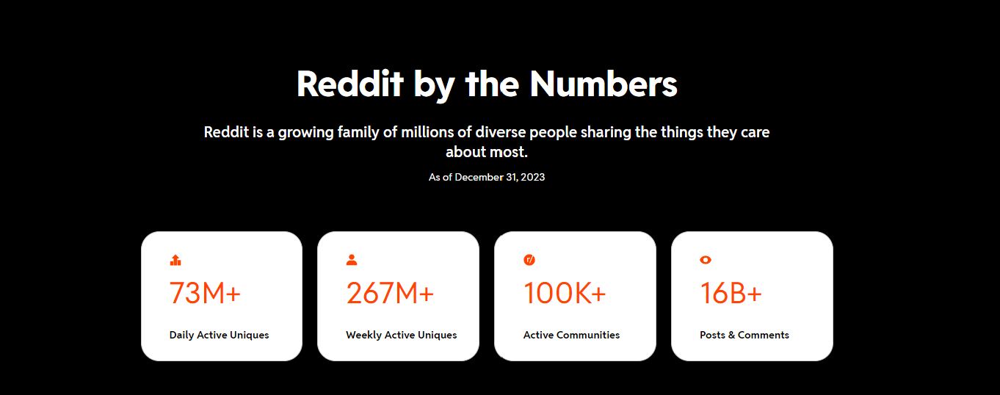 Reddit by the Numbers
Reddit is a growing family of millions of diverse people sharing the things they care
about most.
As of December 31, 2023
73M+
Daily Active Uniques
267M+
Weekly Active Uniques
r/
100K+
Active Communities
16B+
Posts & Comments